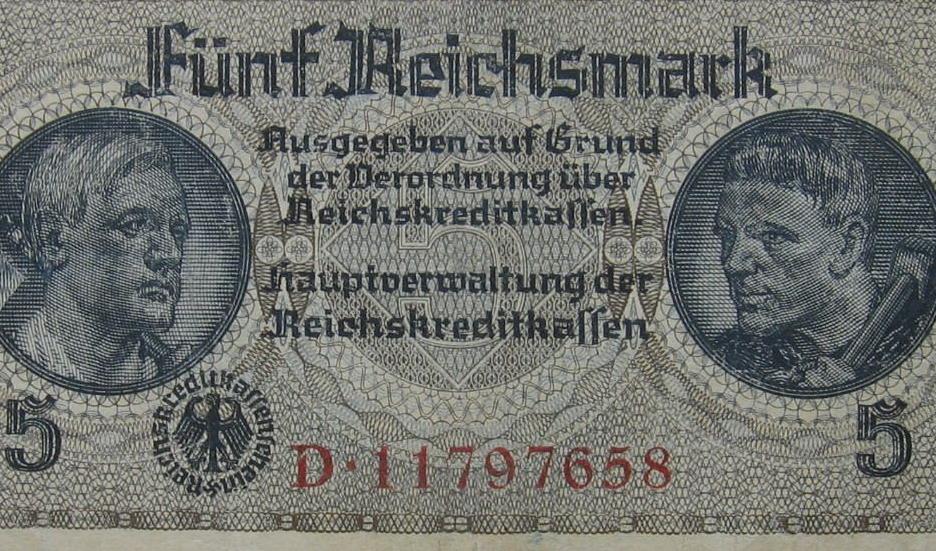 Fünf Reichsmark
Ausgegeben auf Grund
der Verordnung über
Reichskreditkassen.
Hauptverwaltung der
Reichskreditkassen
5
5
D·11797658